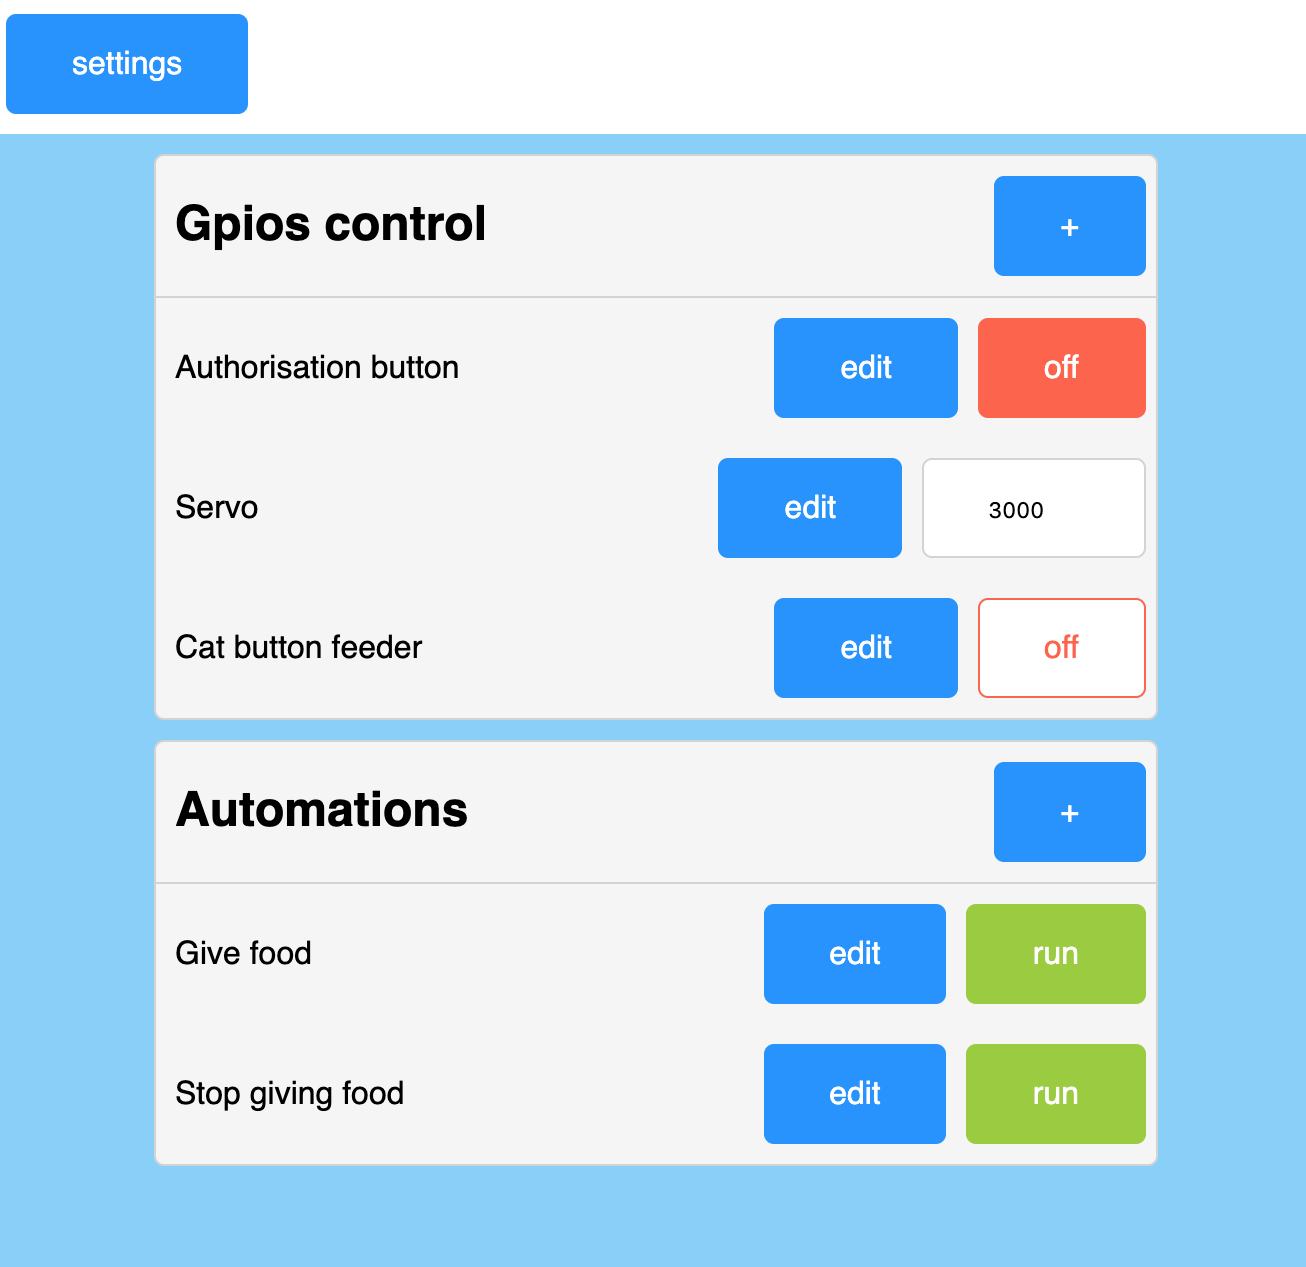 settings
Gpios control +
Authorisation button edit off
Servo edit 3000
Cat button feeder edit off
Automations +
Give food edit run
Stop giving food edit run